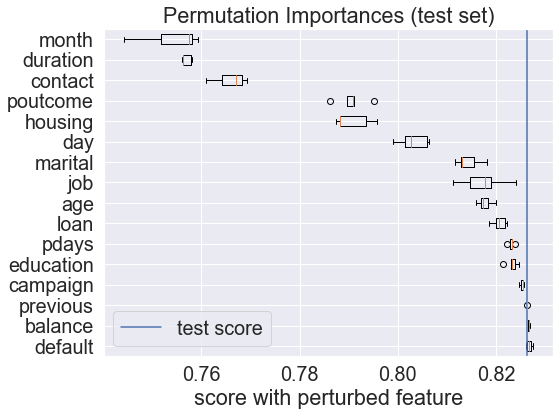 Permutation Importances (test set)
month
duration
contact
poutcome
housing
day
marital
job
age
loan
pdays
education
campaign
previous
balance
default
test score
0.76 0.78 0.80 0.82
score with perturbed feature